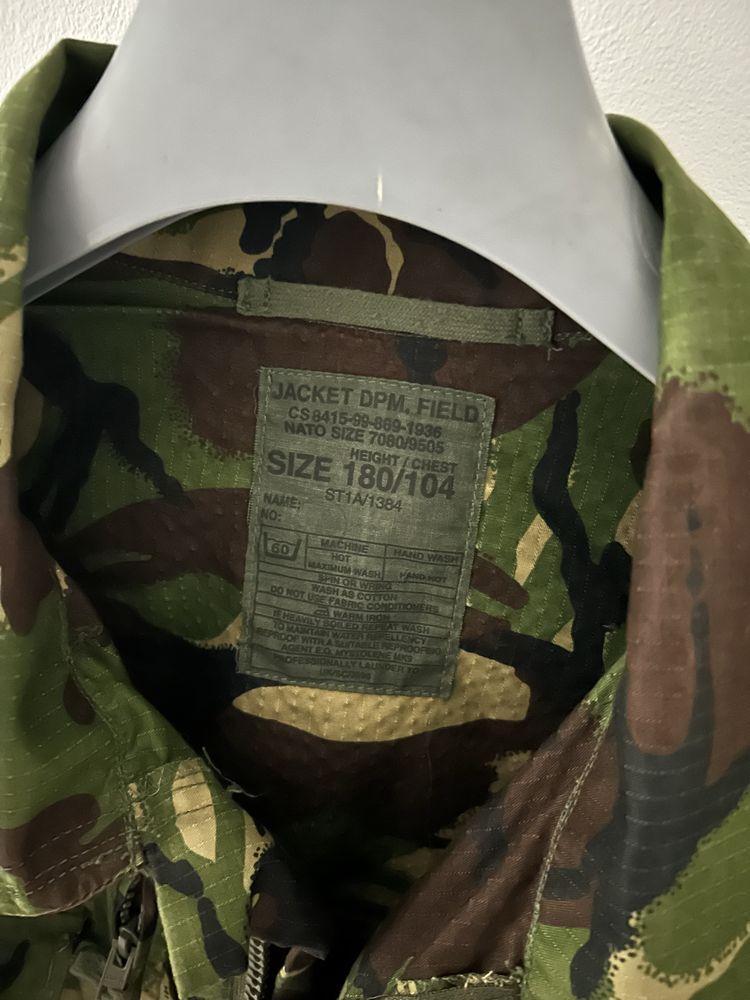 JACKET DPM, FIELD
CS 8415-99-869-1936
NATO SIZE 7080/9505
HEIGHT / CHEST
SIZE 180/104
ST1A/1384
NAME:
NO:
60
MACHINE HAND WASH
HOT
MAXIMUM WASH HAND HOT
SPIN OR WRING
WASH AS COTTON
DO NOT USE FABRIC CONDITIONERS
WARM IRON
IF HEAVILY SOILED REPEAT WASH
TO MAINTAIN WATER REPELLENCY
REPROOF WITH A SUITABLE REPROOFING
AGENT E.G. MYSTOLENE MK9
PROFESSIONALLY LAUNDER TO